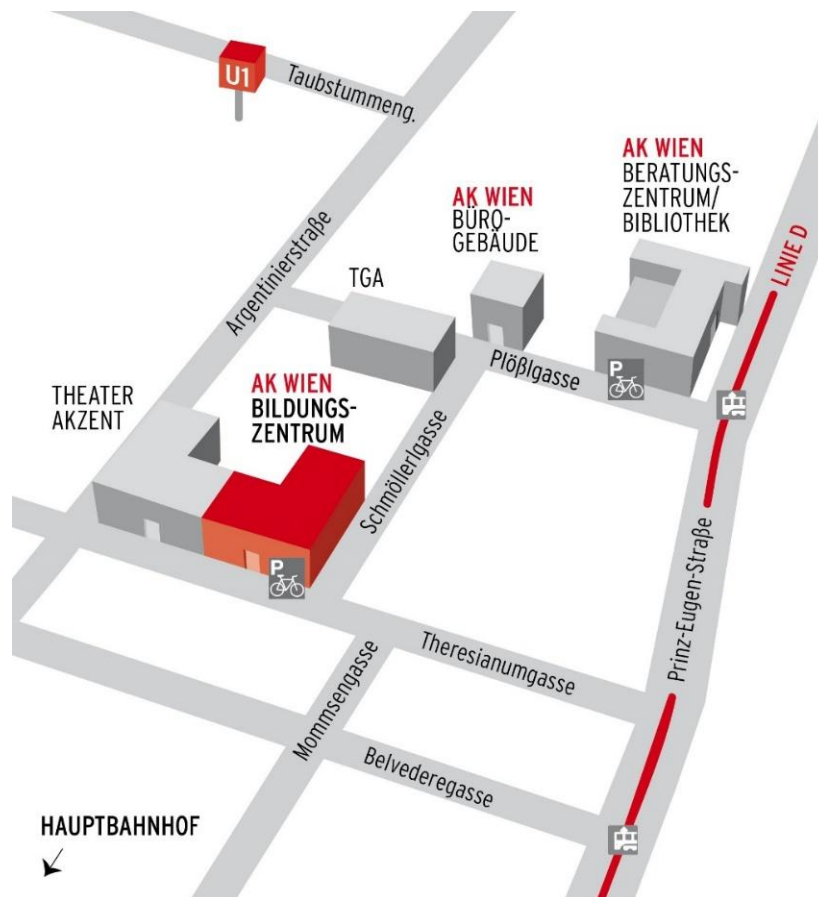 U1
Taubstummeng.
AK WIEN
BERATUNGS-
ZENTRUM/
BIBLIOTHEK
AK WIEN
BÜRO-
GEBÄUDE
LINIE D
TGA
Argentinierstraße
Plößlgasse
P
THEATER
AKZENT
AK WIEN
BILDUNGS-
ZENTRUM
Schmöllerlgasse
P
Prinz-Eugen-Straße
Theresianumgasse
Mommsengasse
Belvederegasse
HAUPTBAHNHOF